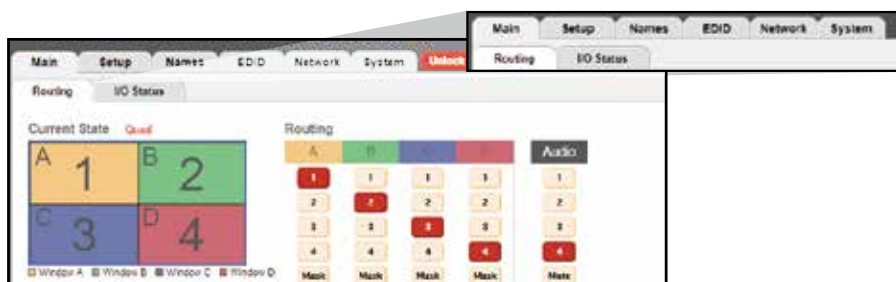 Main Setup Names EDID Network System
Routing I/O Status
Main Setup Names EDID Network System Unlock
Routing I/O Status
Current State Quad
Routing
A B C D Audio
A 1 B 2
C 3 D 4
1 1 1 1 1
2 2 2 2 2
3 3 3 3 3
4 4 4 4 4
Mask Mask Mask Mask Mute
Window A Window B Window C Window D